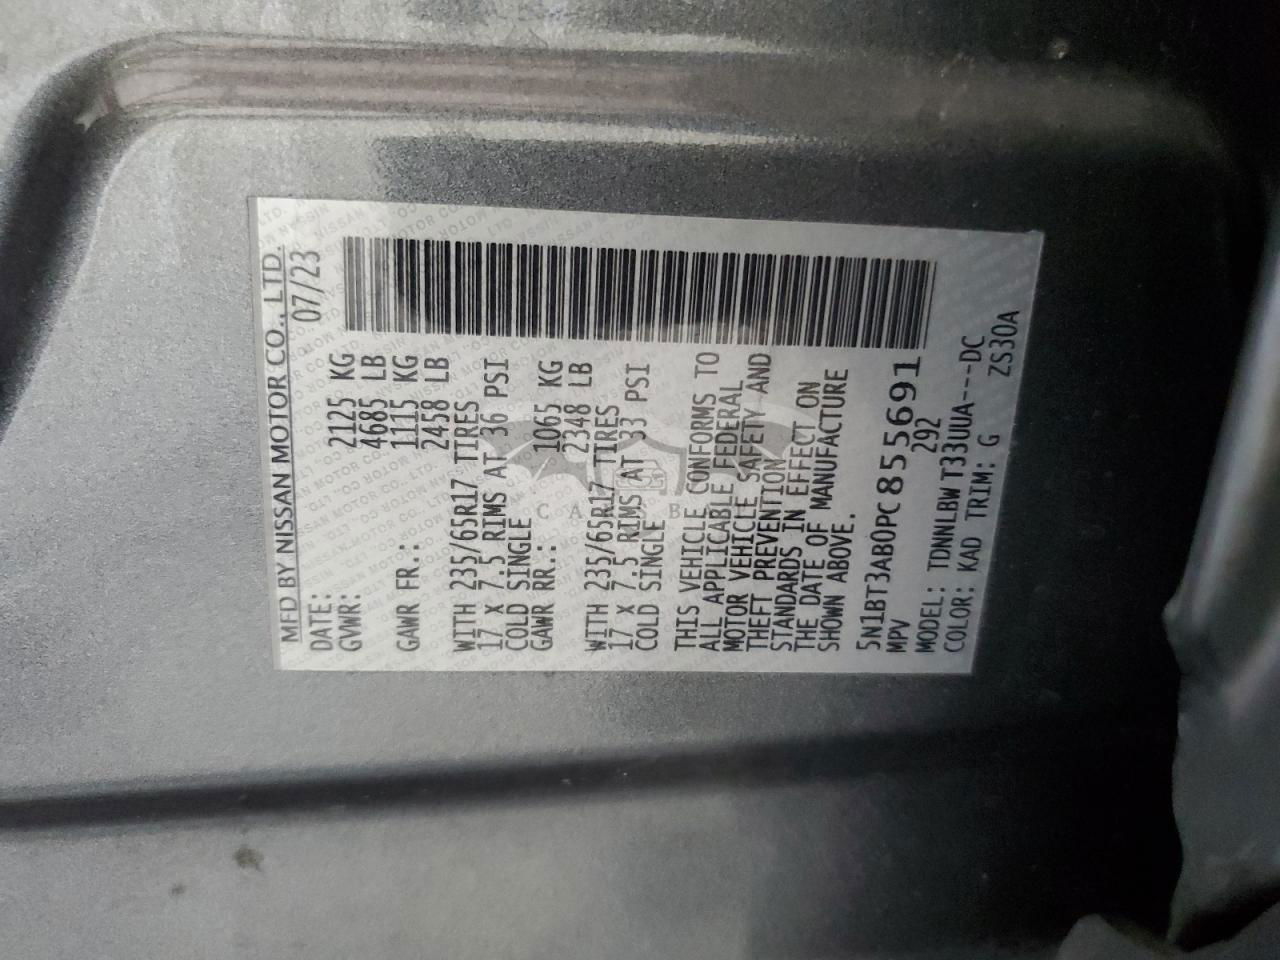 MFD BY NISSAN MOTOR CO., LTD.
DATE: 07/23
GVWR: 2125 KG
4685 LB
GAWR FR.: 1115 KG
2458 LB
WITH 235/65R17 TIRES
17 X 7.5 RIMS AT 36 PSI
COLD SINGLE
GAWR RR.: 1065 KG
2348 LB
WITH 235/65R17 TIRES
17 X 7.5 RIMS AT 33 PSI
COLD SINGLE
THIS VEHICLE CONFORMS TO
ALL APPLICABLE FEDERAL
MOTOR VEHICLE SAFETY AND
THEFT PREVENTION
STANDARDS IN EFFECT ON
THE DATE OF MANUFACTURE
SHOWN ABOVE.
5N1BT3AB0PC855691
MPV 292
MODEL: TDNNLBW T33UUA---DC
COLOR: KAD TRIM: G ZS30A